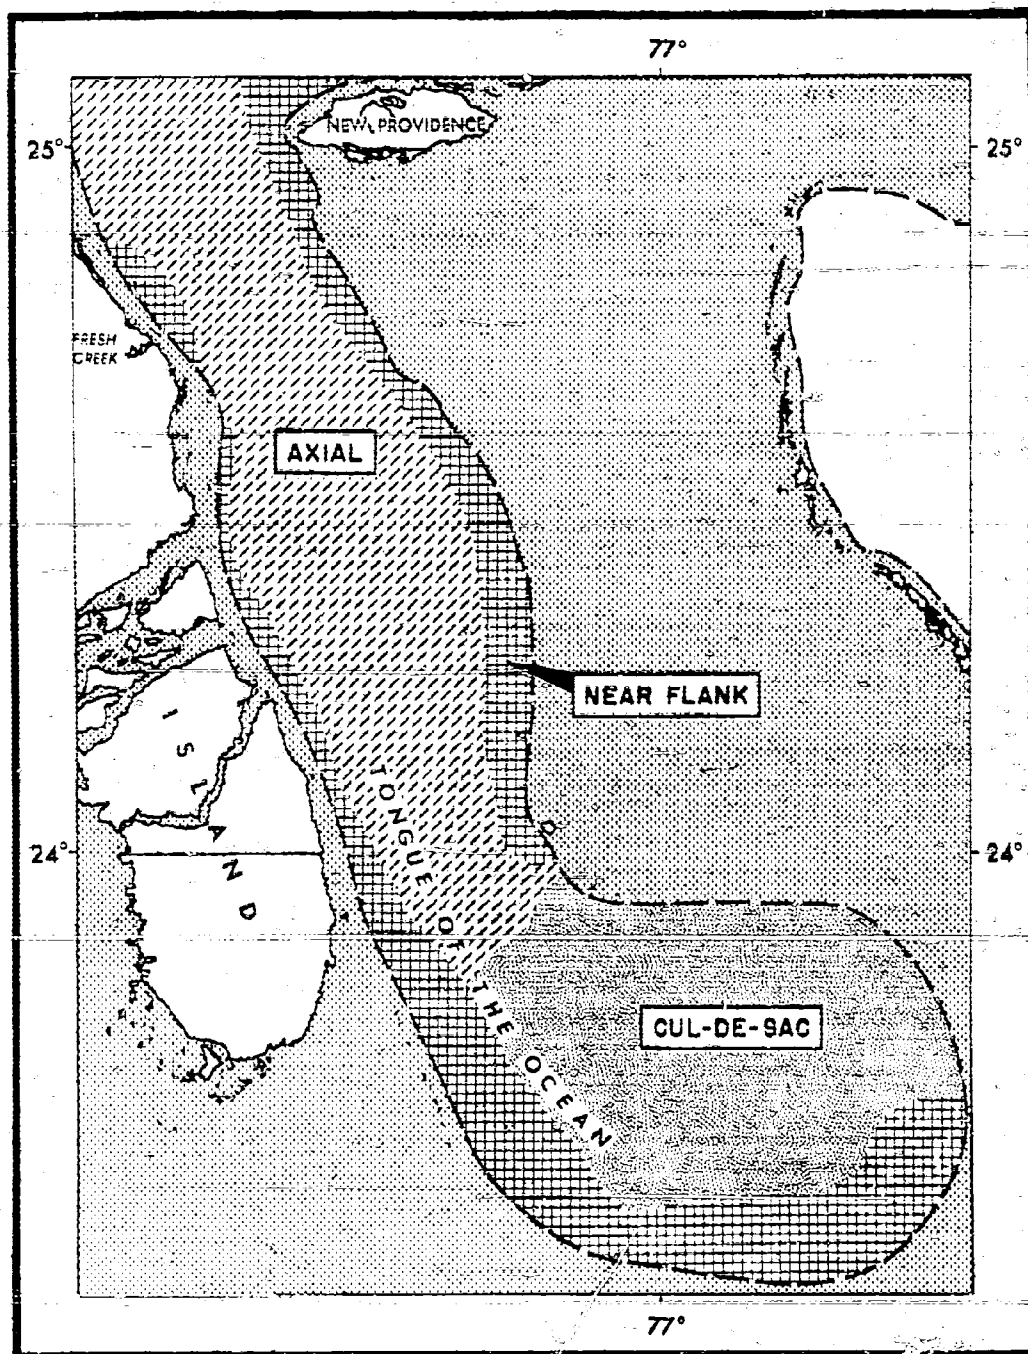 77°
NEW PROVIDENCE
25°
25°
FRESH
CREEK
AXIAL
NEAR FLANK
ISLAND
TONGUE OF THE OCEAN
24°
24°
CUL-DE-SAC
77°